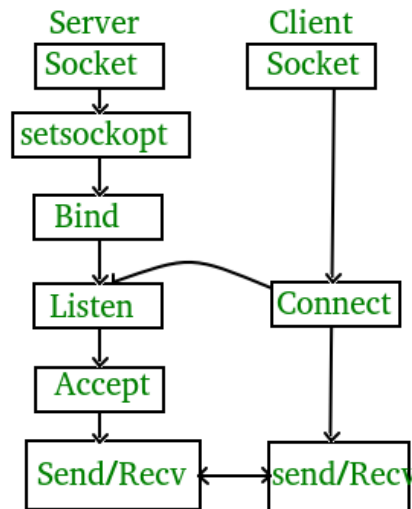 Server
Client
Socket
Socket
setsockopt
Bind
Listen
Connect
Accept
Send/Recv
send/Recv